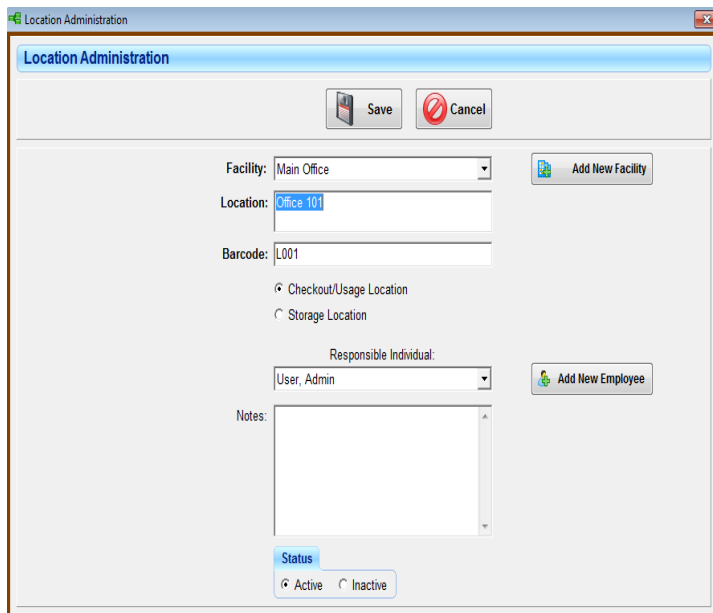 Location Administration
Location Administration
Save Cancel
Facility: Main Office Add New Facility
Location: Office 101
Barcode: L001
Checkout/Usage Location
Storage Location
Responsible Individual:
User, Admin Add New Employee
Notes:
Status
Active Inactive